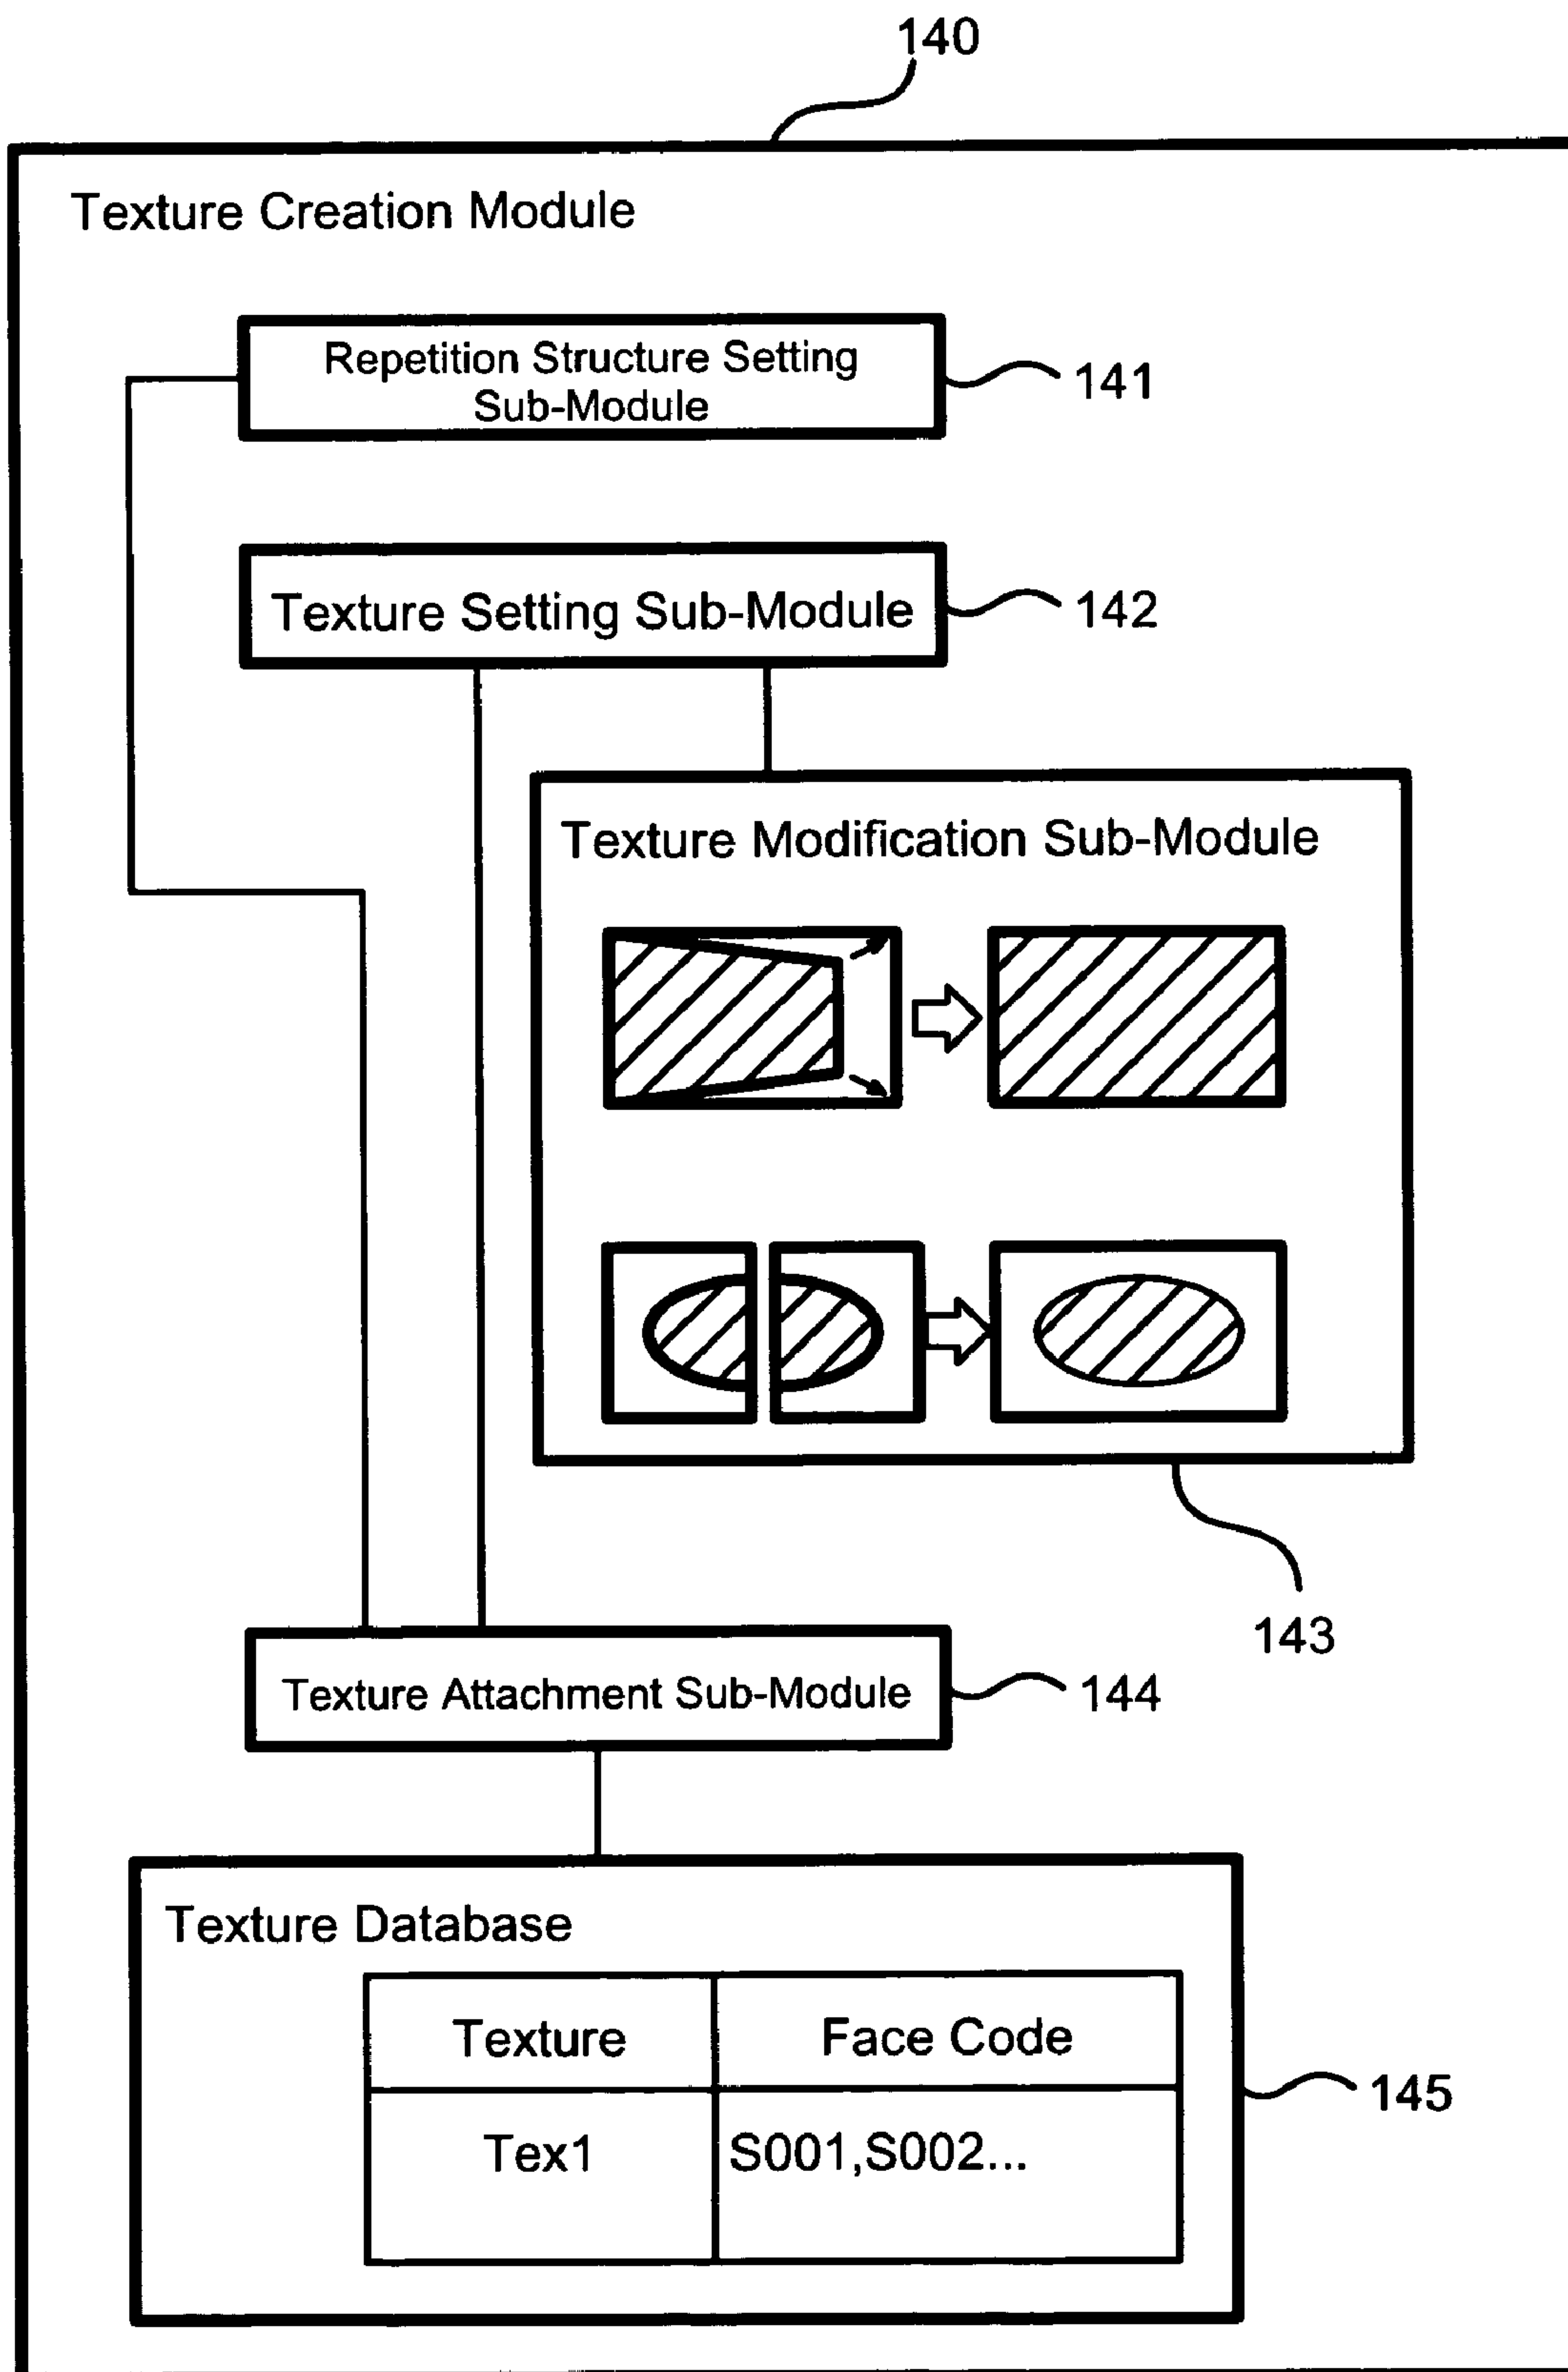 140
Texture Creation Module
Repetition Structure Setting
Sub-Module
141
Texture Setting Sub-Module
142
Texture Modification Sub-Module
143
Texture Attachment Sub-Module
144
Texture Database
Texture
Face Code
145
Tex1
S001,S002...